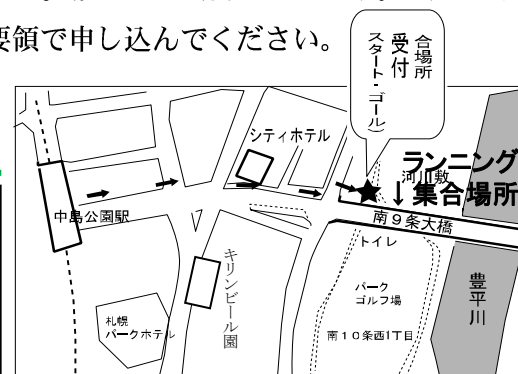 要領で申し込んでください。
合場所
受付
スタート・ゴール)
シティホテル
ランニング
河川敷
↓集合場所
中島公園駅
南9条大橋
トイレ
キリンビール園
豊平川
パーク
ゴルフ場
札幌
パークホテル
南10条西1丁目